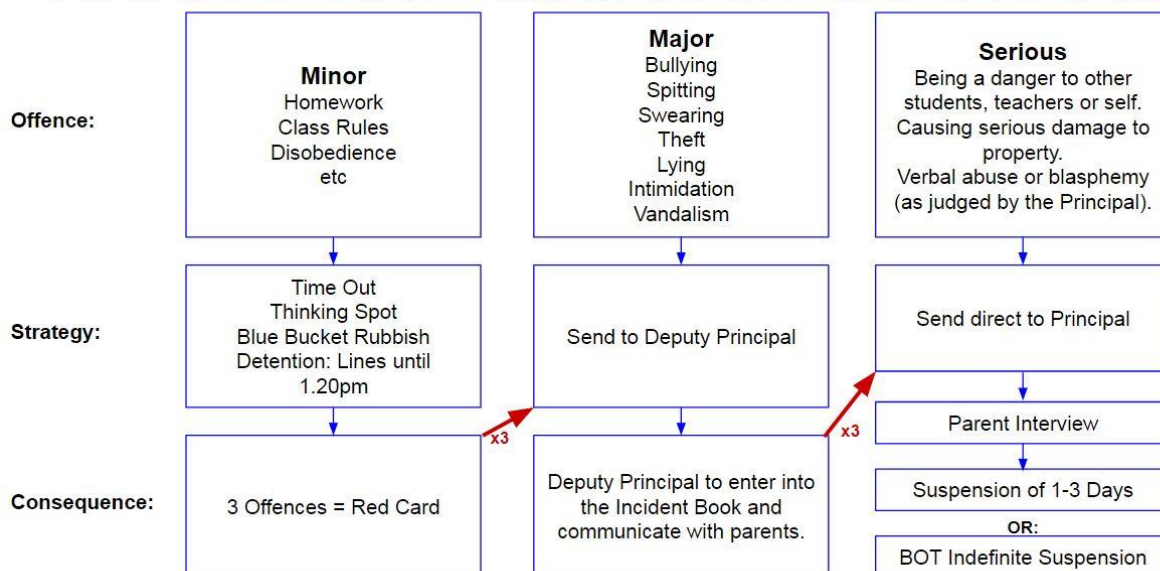 Offence:
Minor
Homework
Class Rules
Disobedience
etc
Major
Bullying
Spitting
Swearing
Theft
Lying
Intimidation
Vandalism
Serious
Being a danger to other
students, teachers or self.
Causing serious damage to
property.
Verbal abuse or blasphemy
(as judged by the Principal).
Strategy:
Time Out
Thinking Spot
Blue Bucket Rubbish
Detention: Lines until
1.20pm
Send to Deputy Principal
Send direct to Principal
x3
x3
Parent Interview
Consequence:
3 Offences = Red Card
Deputy Principal to enter into
the Incident Book and
communicate with parents.
Suspension of 1-3 Days
OR:
BOT Indefinite Suspension